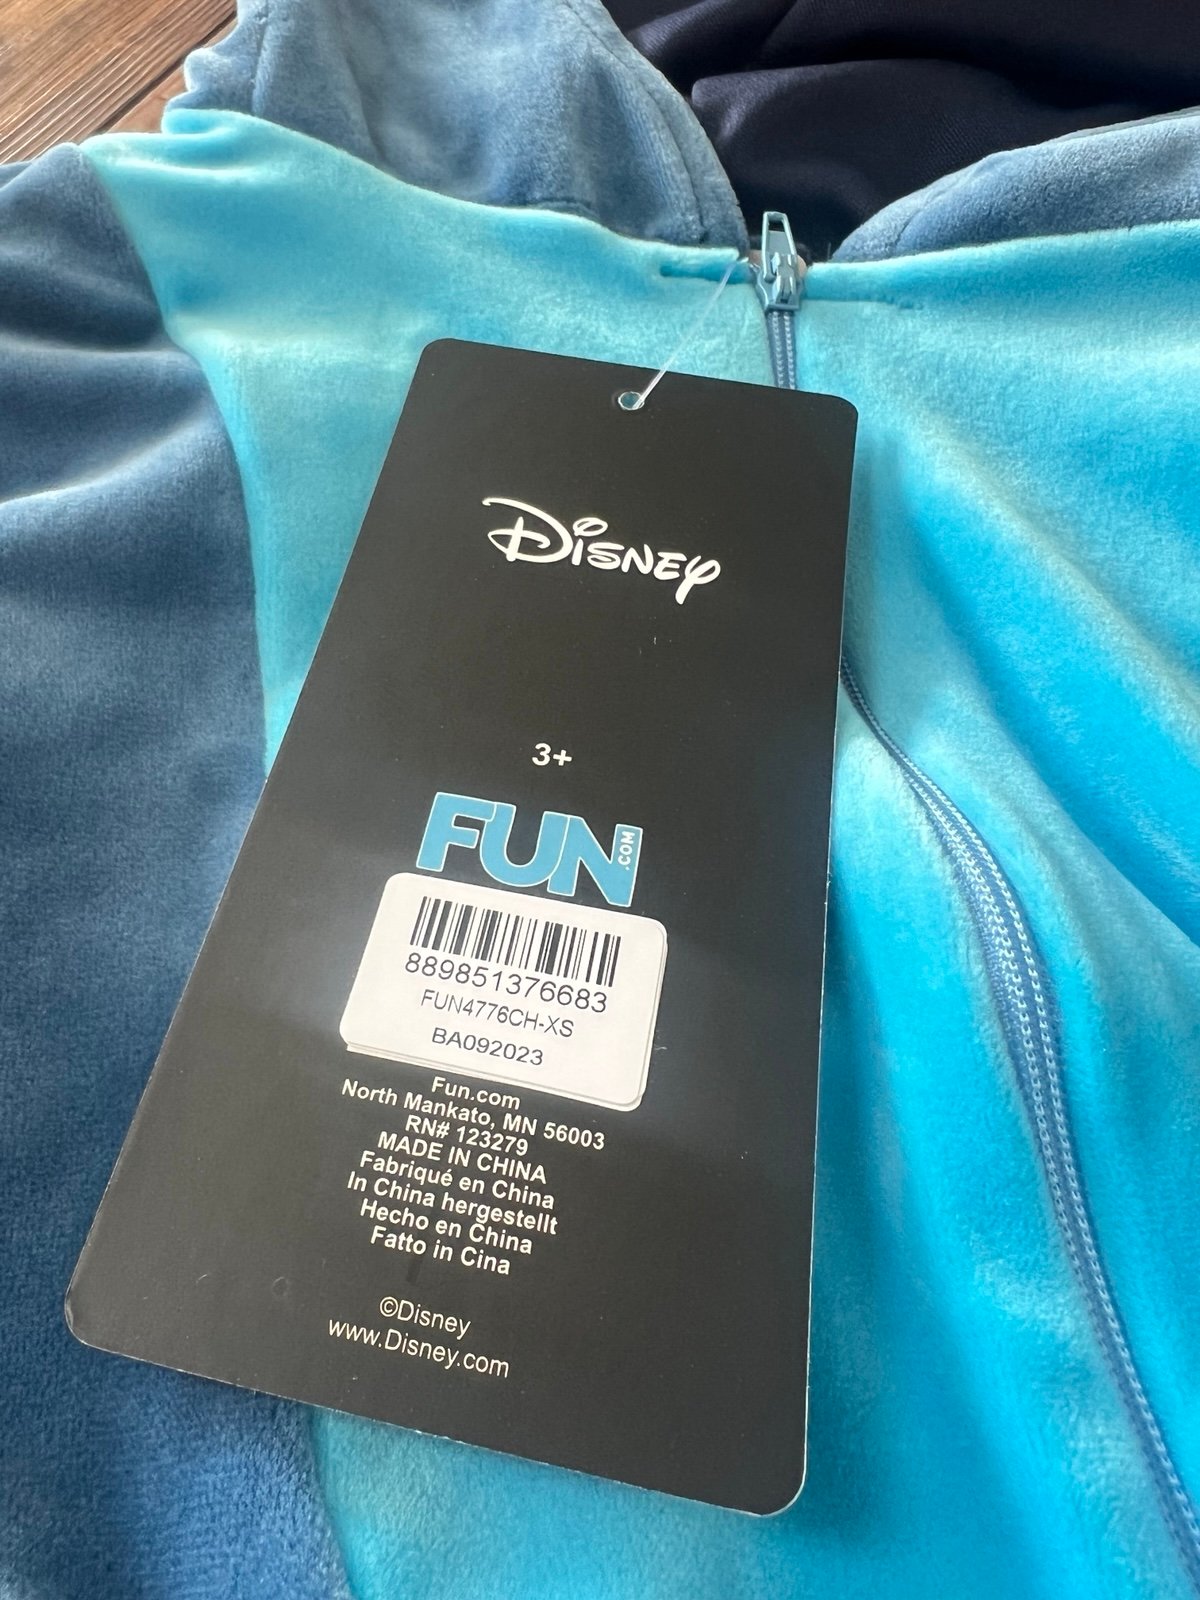 Disney
3+
FUN
.COM
889851376683
FUN4776CH-XS
BA092023
Fun.com
North Mankato, MN 56003
RN# 123279
MADE IN CHINA
Fabriqué en China
In China hergestellt
Hecho en China
Fatto in Cina
©Disney
www.Disney.com